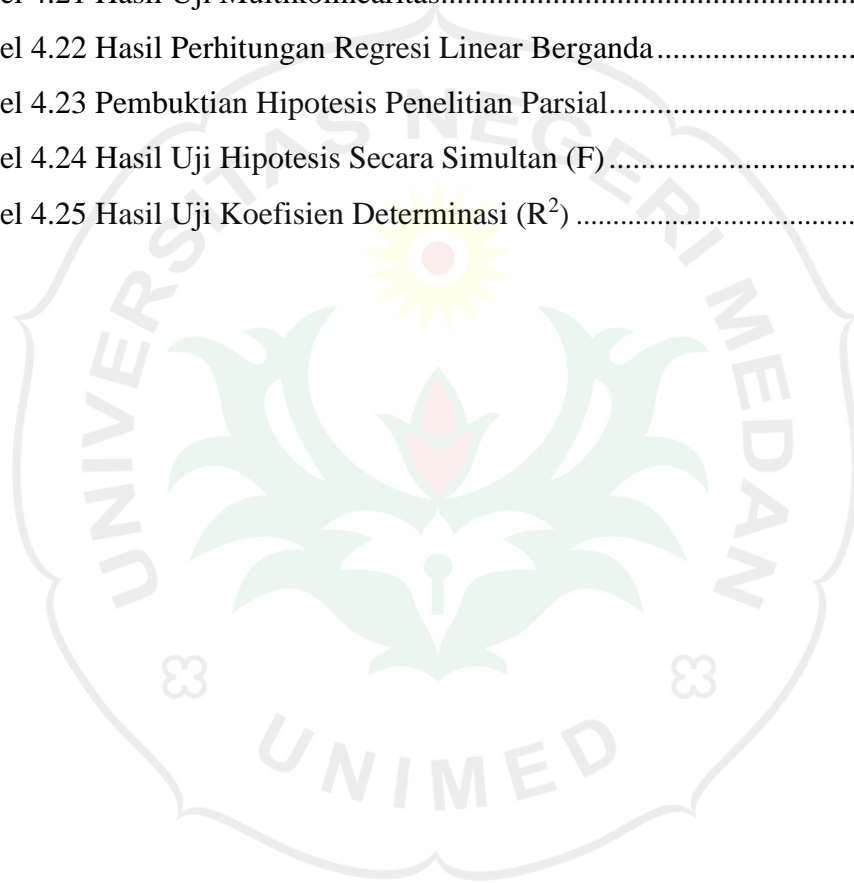 el 4.21 Hasil Uji Multikolinearitas....................................................
el 4.22 Hasil Perhitungan Regresi Linear Berganda.........................
el 4.23 Pembuktian Hipotesis Penelitian Parsial...............................
el 4.24 Hasil Uji Hipotesis Secara Simultan (F)...............................
el 4.25 Hasil Uji Koefisien Determinasi (R²) ..................................
UNIVERSITAS NEGERI MEDAN
UNIMED